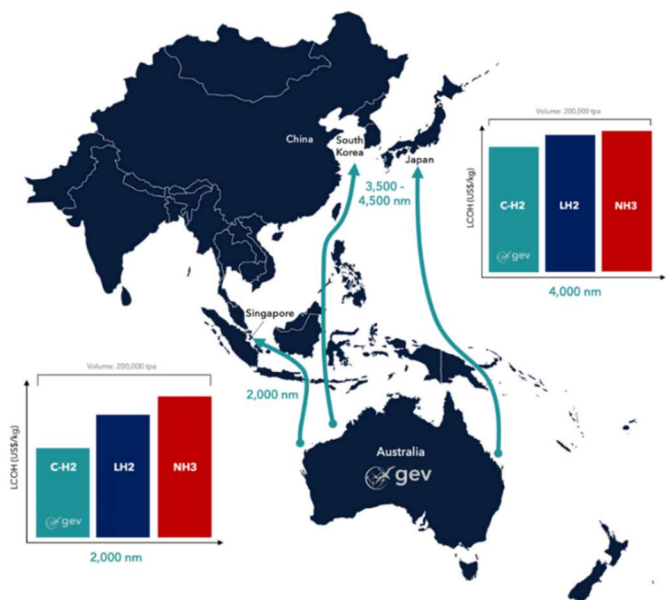 China
South
Korea
Japan
3,500 -
4,500 nm
Volume: 200,000 tpa
LCOH (US$/kg)
C-H2
LH2
NH3
gev
4,000 nm
Singapore
2,000 nm
Volume: 200,000 tpa
LCOH (US$/kg)
C-H2
LH2
NH3
gev
2,000 nm
Australia
gev